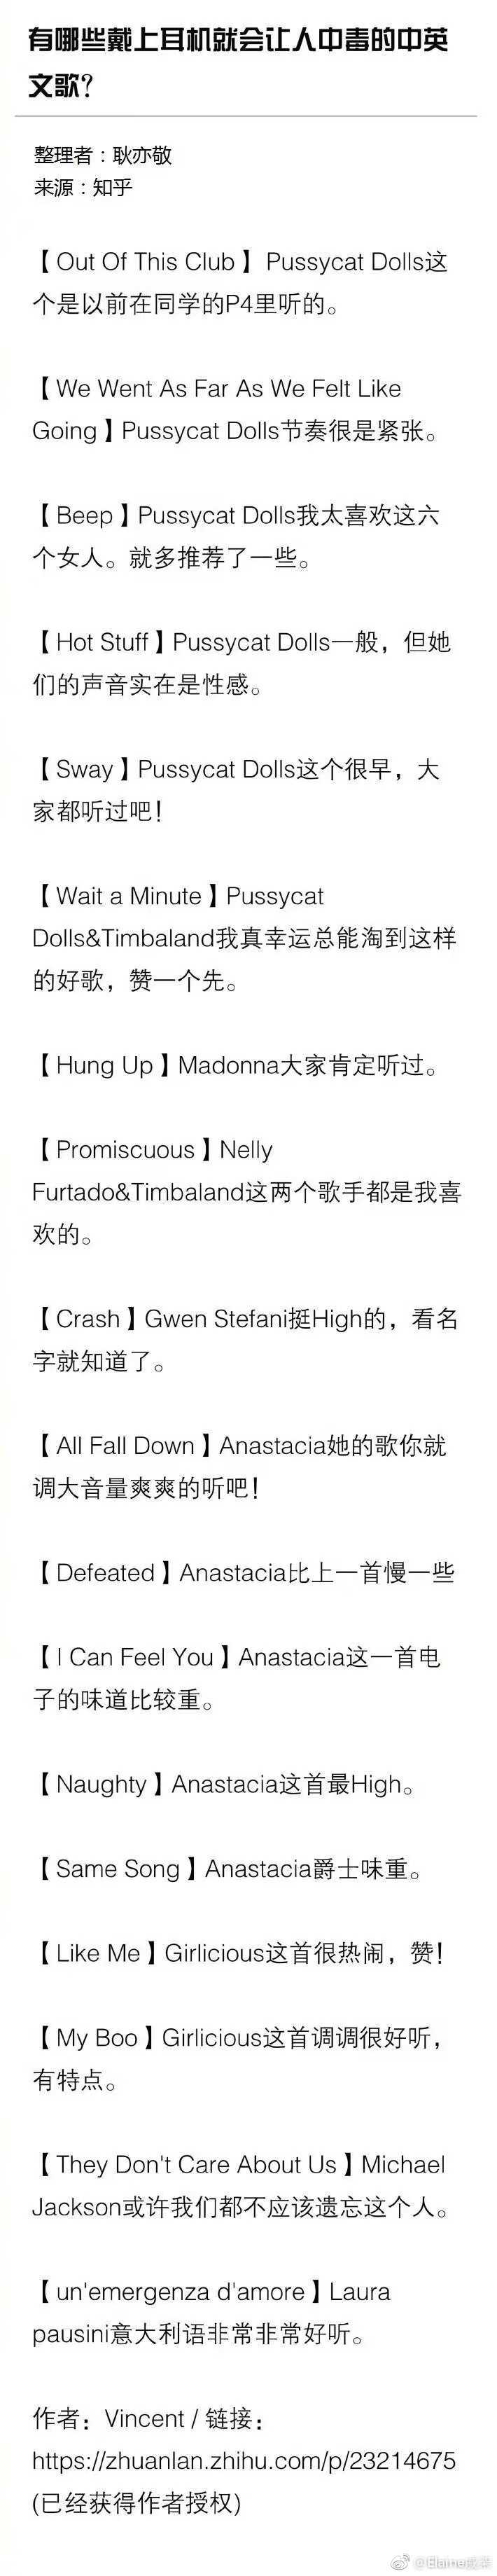 有哪些戴上耳机就会让人中毒的中英
文歌？
整理者：耿亦敬
来源：知乎
【Out Of This Club】 Pussycat Dolls这
个是以前在同学的P4里听的。
【We Went As Far As We Felt Like
Going】Pussycat Dolls节奏很是紧张。
【Beep】Pussycat Dolls我太喜欢这六
个女人。就多推荐了一些。
【Hot Stuff】Pussycat Dolls一般，但她
们的声音实在是性感。
【Sway】Pussycat Dolls这个很早，大
家都听过吧！
【Wait a Minute】Pussycat
Dolls&Timbaland我真幸运总能淘到这样
的好歌，赞一个先。
【Hung Up】Madonna大家肯定听过。
【Promiscuous】Nelly
Furtado&Timbaland这两个歌手都是我喜
欢的。
【Crash】Gwen Stefani挺High的，看名
字就知道了。
【All Fall Down】Anastacia她的歌你就
调大音量爽爽的听吧！
【Defeated】Anastacia比上一首慢一些
【I Can Feel You】Anastacia这一首电
子的味道比较重。
【Naughty】Anastacia这首最High。
【Same Song】Anastacia爵士味重。
【Like Me】Girlicious这首很热闹，赞！
【My Boo】Girlicious这首调调很好听，
有特点。
【They Don't Care About Us】Michael
Jackson或许我们都不应该遗忘这个人。
【un'emergenza d'amore】Laura
pausini意大利语非常非常好听。
作者：Vincent / 链接：
https://zhuanlan.zhihu.com/p/23214675
(已经获得作者授权)